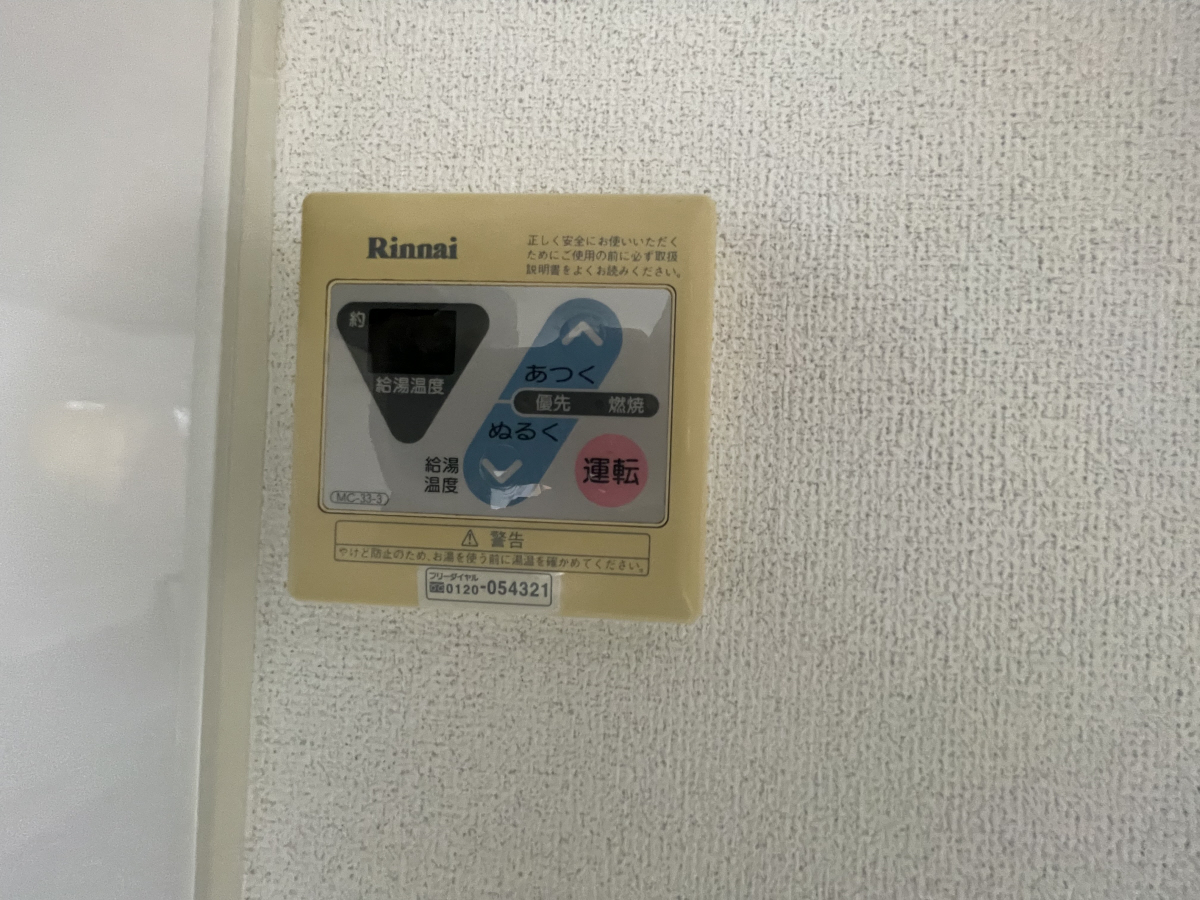 Rinnai
正しく安全にお使いいただく
ためにご使用の前に必ず取扱
説明書をよくお読みください。
約
給湯温度
あつく
優先 燃焼
ぬるく
給湯
温度
運転
MC-33-3
⚠ 警告
やけど防止のため、お湯を使う前に湯温を確かめてください。
フリーダイヤル
0120-054321